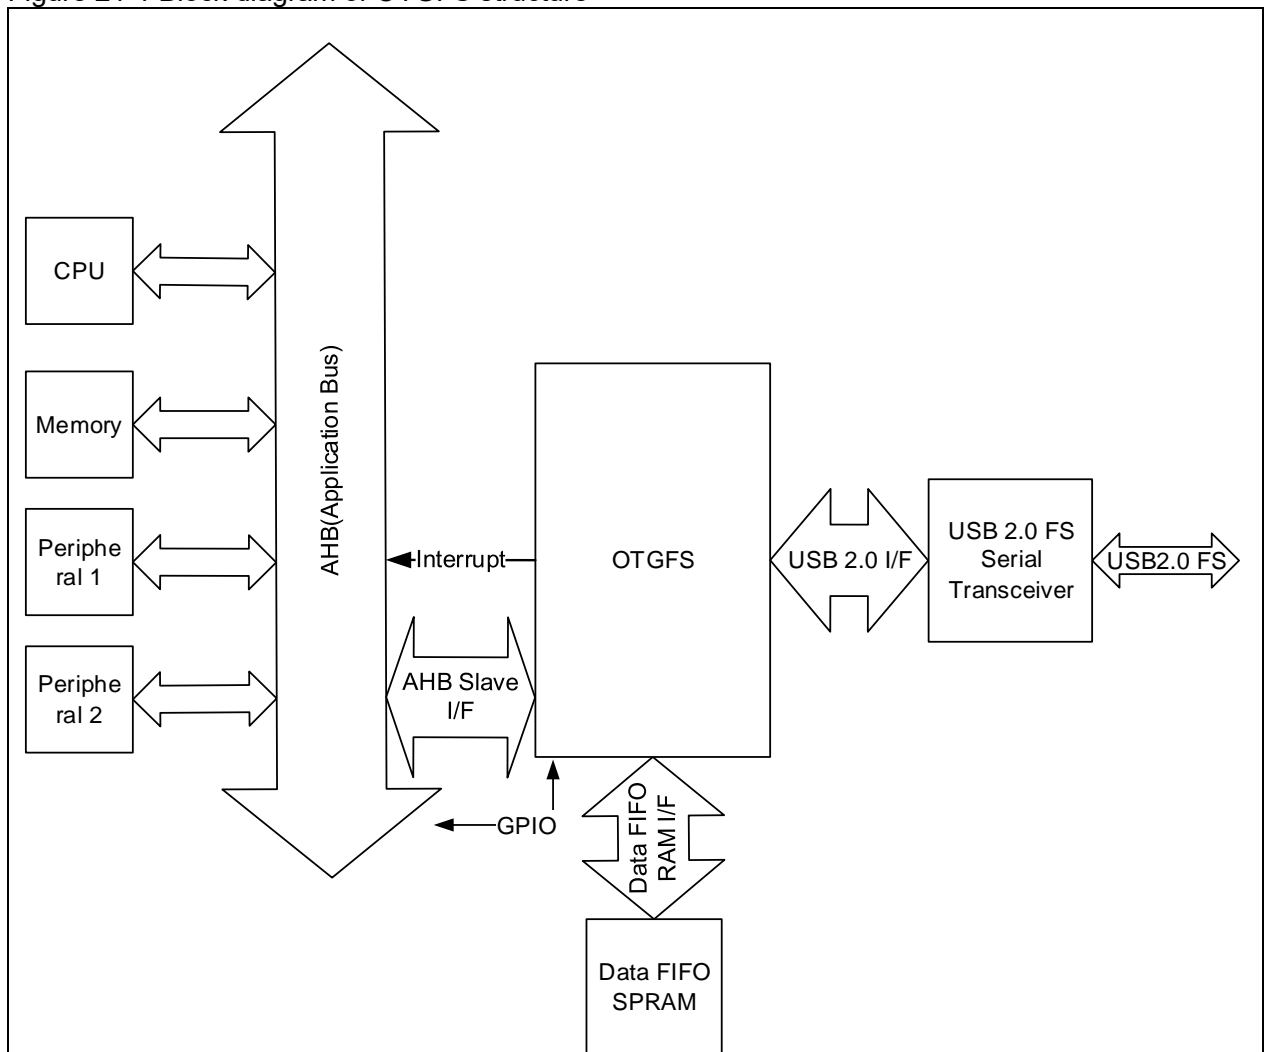 CPU
Memory
Periphe
ral 1
Periphe
ral 2
AHB(Application Bus)
Interrupt
AHB Slave
I/F
GPIO
OTGFS
Data FIFO
RAM I/F
Data FIFO
SPRAM
USB 2.0 I/F
USB 2.0 FS
Serial
Transceiver
USB2.0 FS